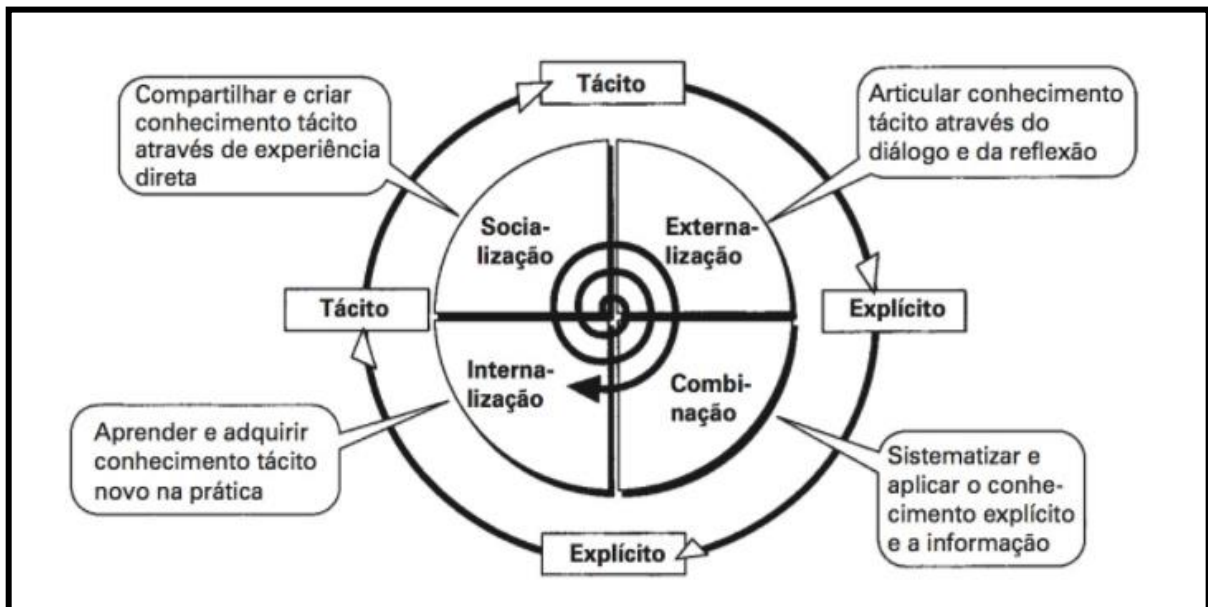 Tácito
Compartilhar e criar
conhecimento tácito
através de experiência
direta
Articular conhecimento
tácito através do
diálogo e da reflexão
Socia-
lização
Externa-
lização
Tácito
Explícito
Interna-
lização
Combi-
nação
Aprender e adquirir
conhecimento tácito
novo na prática
Sistematizar e
aplicar o conhe-
cimento explícito
e a informação
Explícito